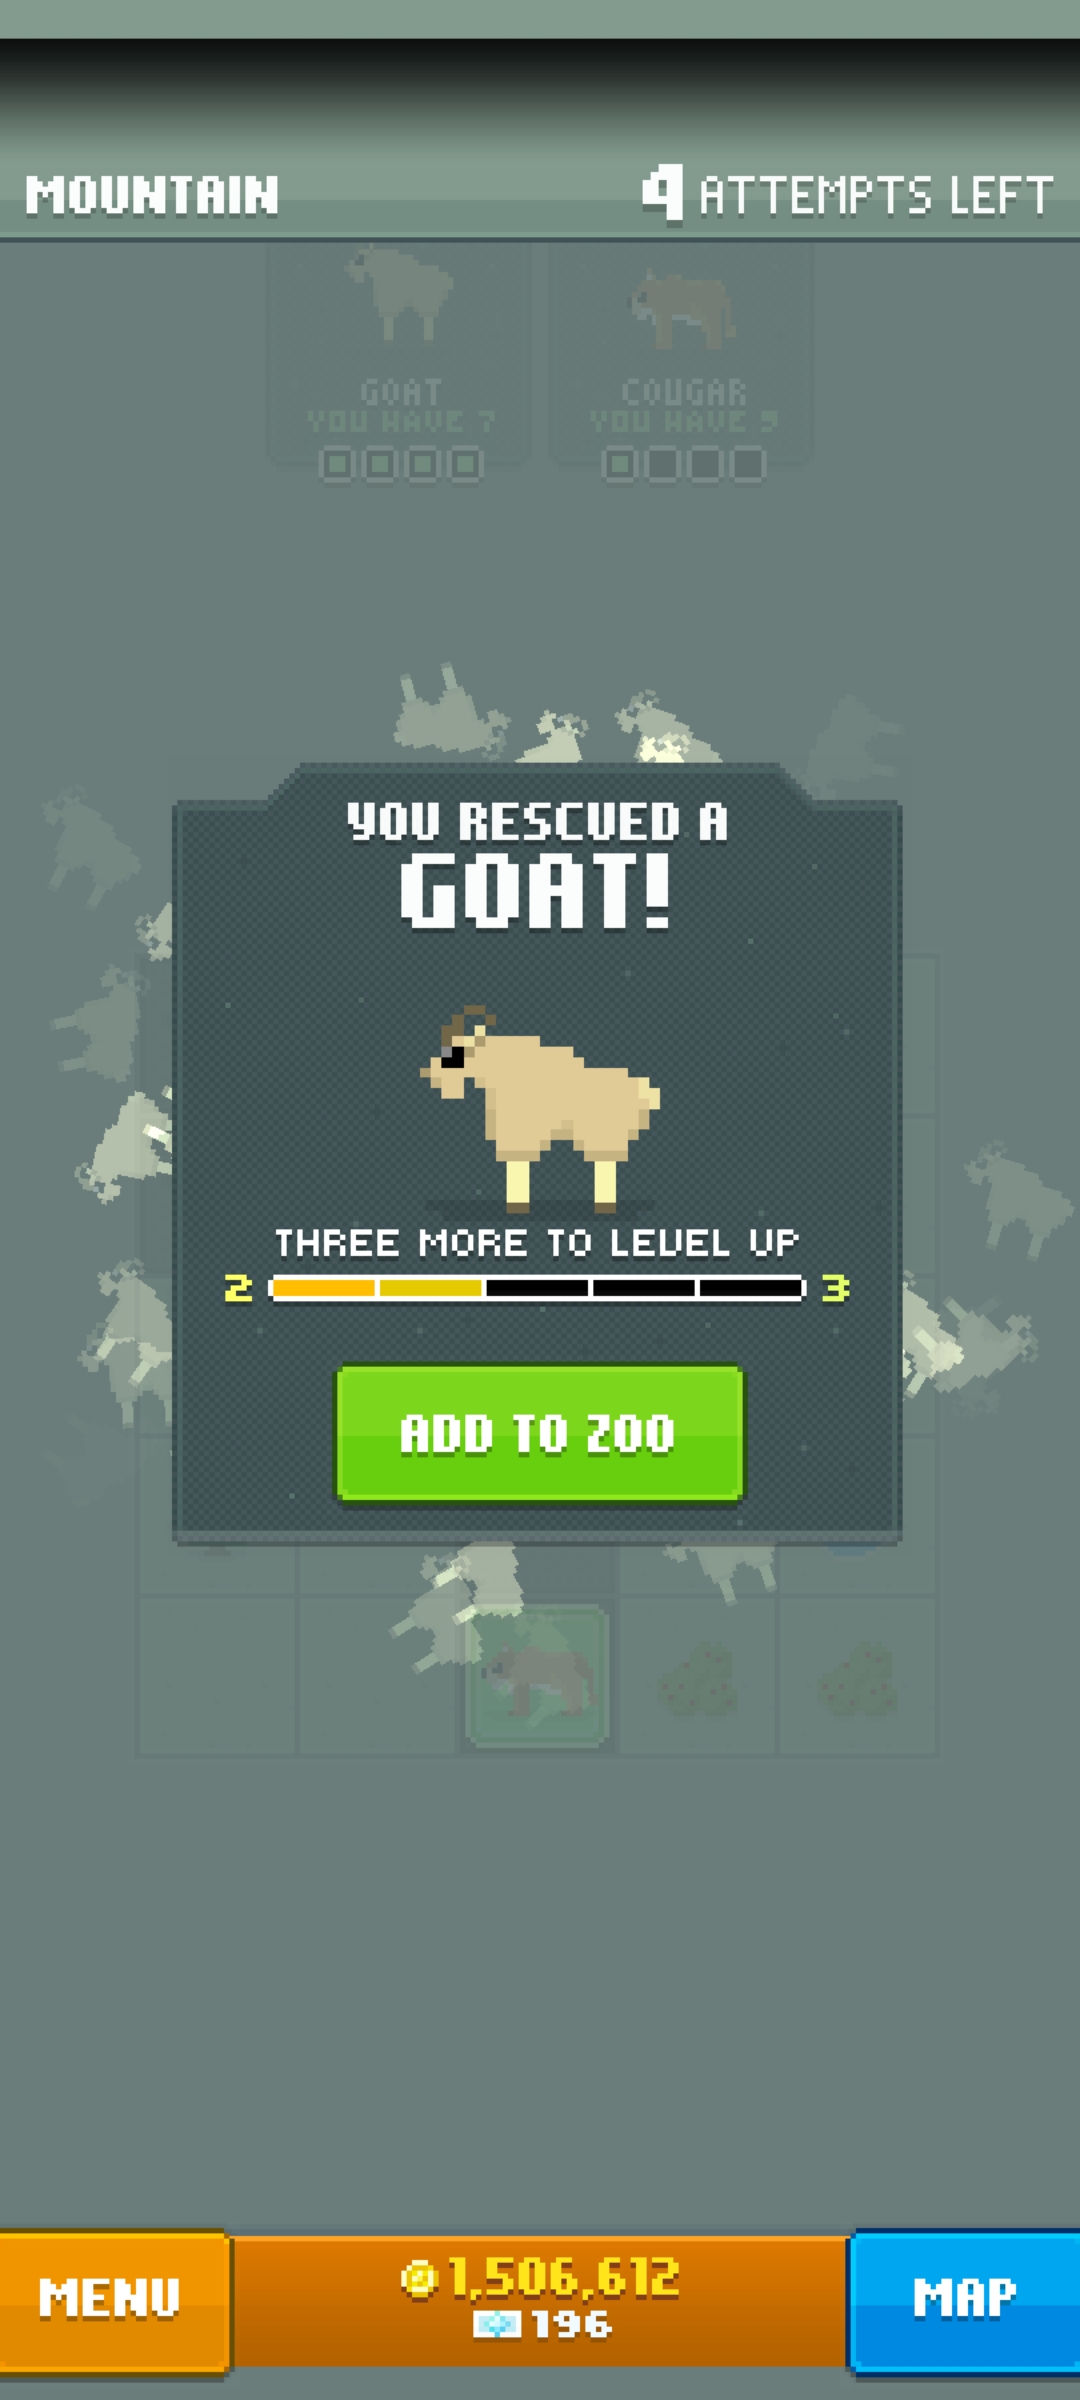 MOUNTAIN
4 ATTEMPTS LEFT
GOAT
YOU HAVE 7
COUGAR
YOU HAVE 9
YOU RESCUED A
GOAT!
THREE MORE TO LEVEL UP
2
3
ADD TO ZOO
MENU
1,506,612
196
MAP